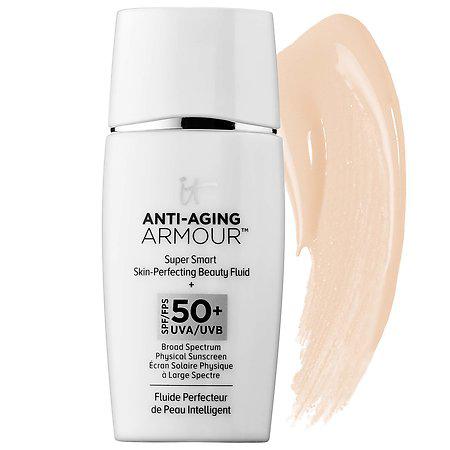 it
ANTI-AGING
ARMOUR™
Super Smart
Skin-Perfecting Beauty Fluid
+
SPF/FPS
50+
UVA/UVB
Broad Spectrum
Physical Sunscreen
Écran Solaire Physique
à Large Spectre
Fluide Perfecteur
de Peau Intelligent